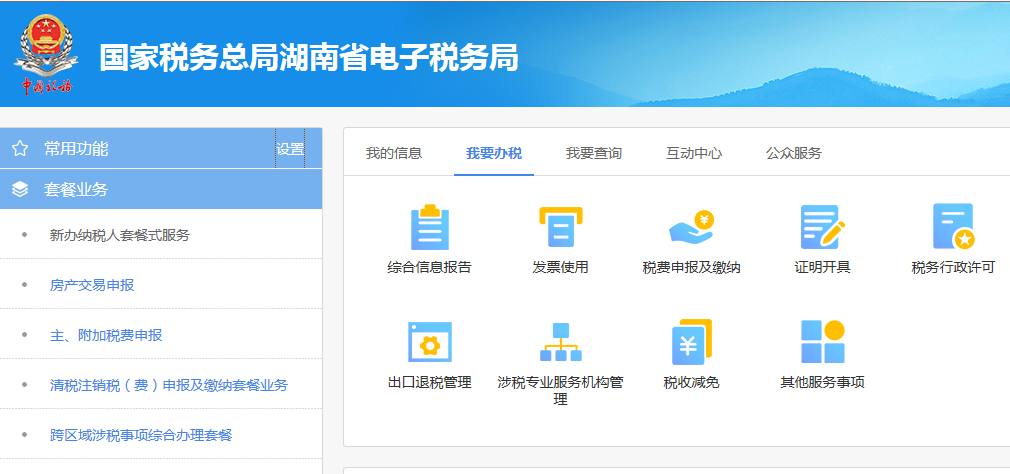 国家税务总局湖南省电子税务局
中国税务
常用功能
设置
套餐业务
新办纳税人套餐式服务
房产交易申报
主、附加税费申报
清税注销税（费）申报及缴纳套餐业务
跨区域涉税事项综合办理套餐
我的信息 我要办税 我要查询 互动中心 公众服务
综合信息报告 发票使用 税费申报及缴纳 证明开具 税务行政许可
出口退税管理 涉税专业服务机构管 税收减免 其他服务事项
理